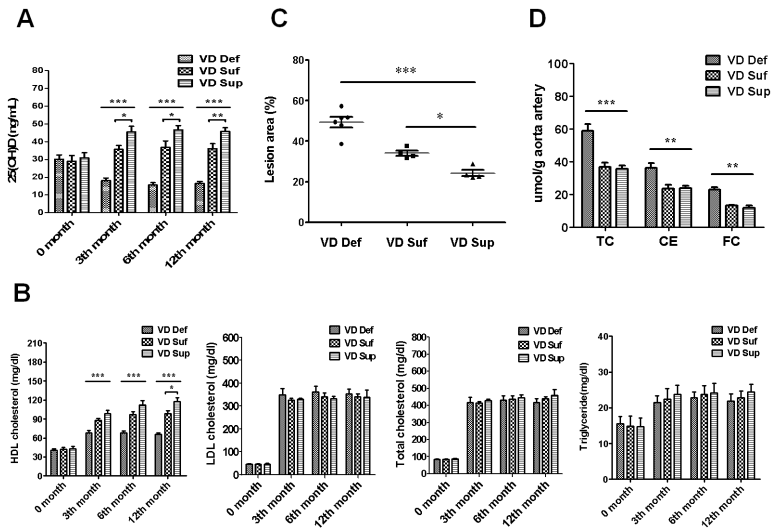 A
VD Def
VD Suf
VD Sup
25(OH)D(ng/mL)
80
70
60
50
40
30
20
10
0
*** *** ***
* * **
0 month
3th month
6th month
12th month
C
Lesion area (%)
80
60
40
20
0
***
*
VD Def VD Suf VD Sup
D
VD Def
VD Suf
VD Sup
umol/g aorta artery
100
80
60
40
20
0
***
**
**
TC CE FC
B
VD Def
VD Suf
VD Sup
HDL cholesterol (mg/dl)
210
180
150
120
90
60
30
0
*** *** ***
*
0 month
3th month
6th month
12th month
VD Def
VD Suf
VD Sup
LDL cholesterol (mg/dl)
600
500
400
300
200
100
0
0 month
3th month
6th month
12th month
VD Def
VD Suf
VD Sup
Total cholesterol (mg/dl)
800
700
600
500
400
300
200
100
0
0 month
3th month
6th month
12th month
VD Def
VD Suf
VD Sup
Triglyceride(mg/dl)
40
30
20
10
0
0 month
3th month
6th month
12th month